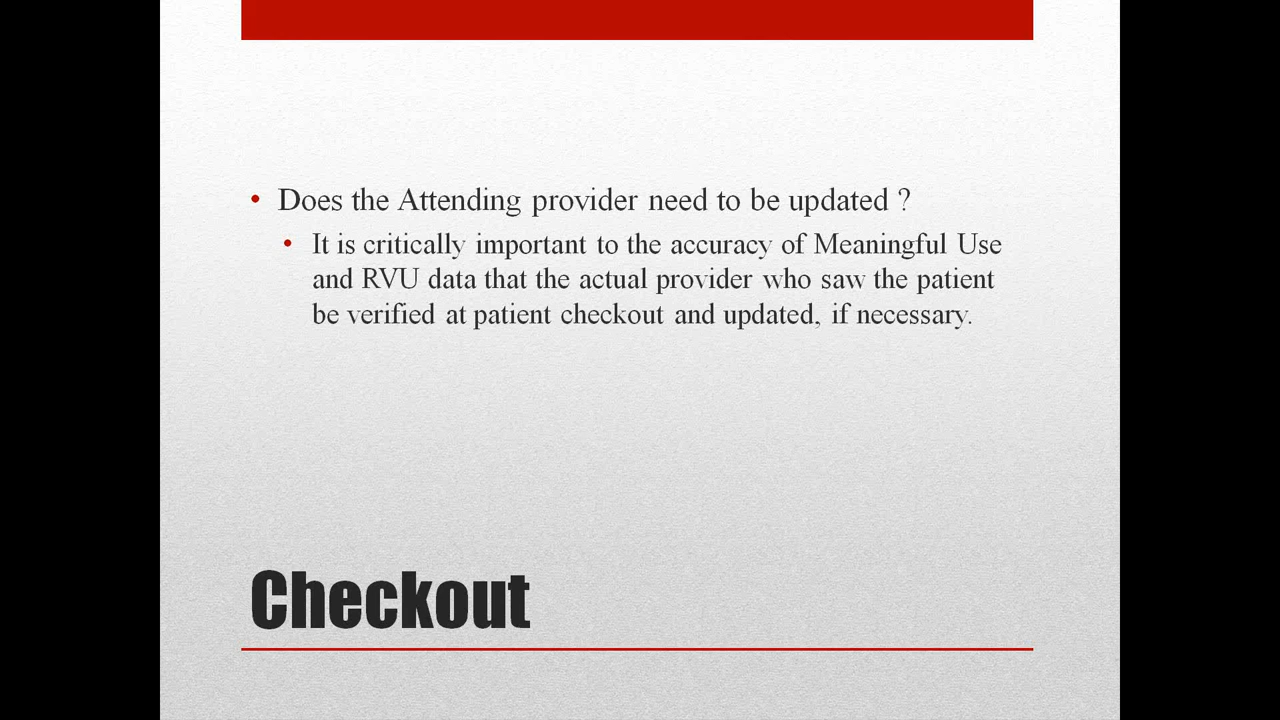 • Does the Attending provider need to be updated ?
• It is critically important to the accuracy of Meaningful Use
and RVU data that the actual provider who saw the patient
be verified at patient checkout and updated, if necessary.
Checkout